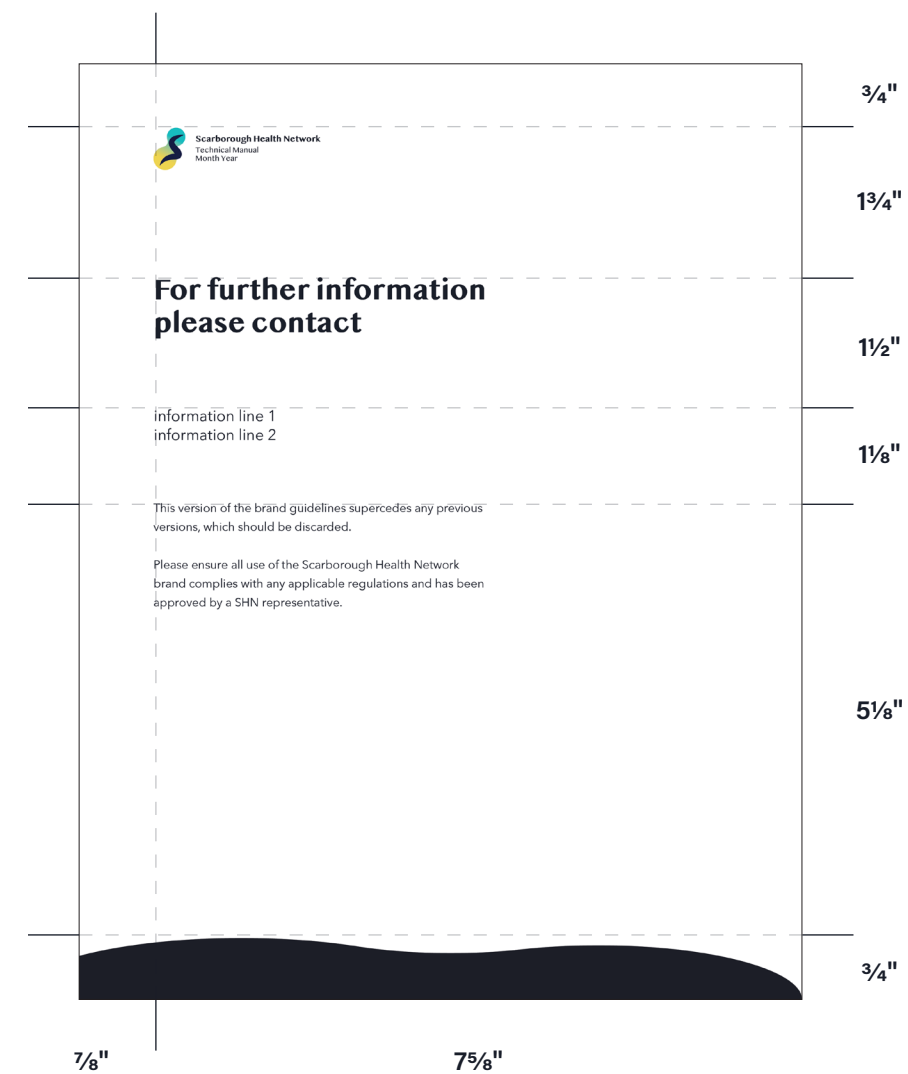 ¾"
Scarborough Health Network
Technical Manual
Month Year
1¾"
For further information
please contact
1½"
information line 1
information line 2
1⅛"
This version of the brand guidelines supercedes any previous
versions, which should be discarded.
Please ensure all use of the Scarborough Health Network
brand complies with any applicable regulations and has been
approved by a SHN representative.
5⅛"
¾"
⅞"
7⅝"